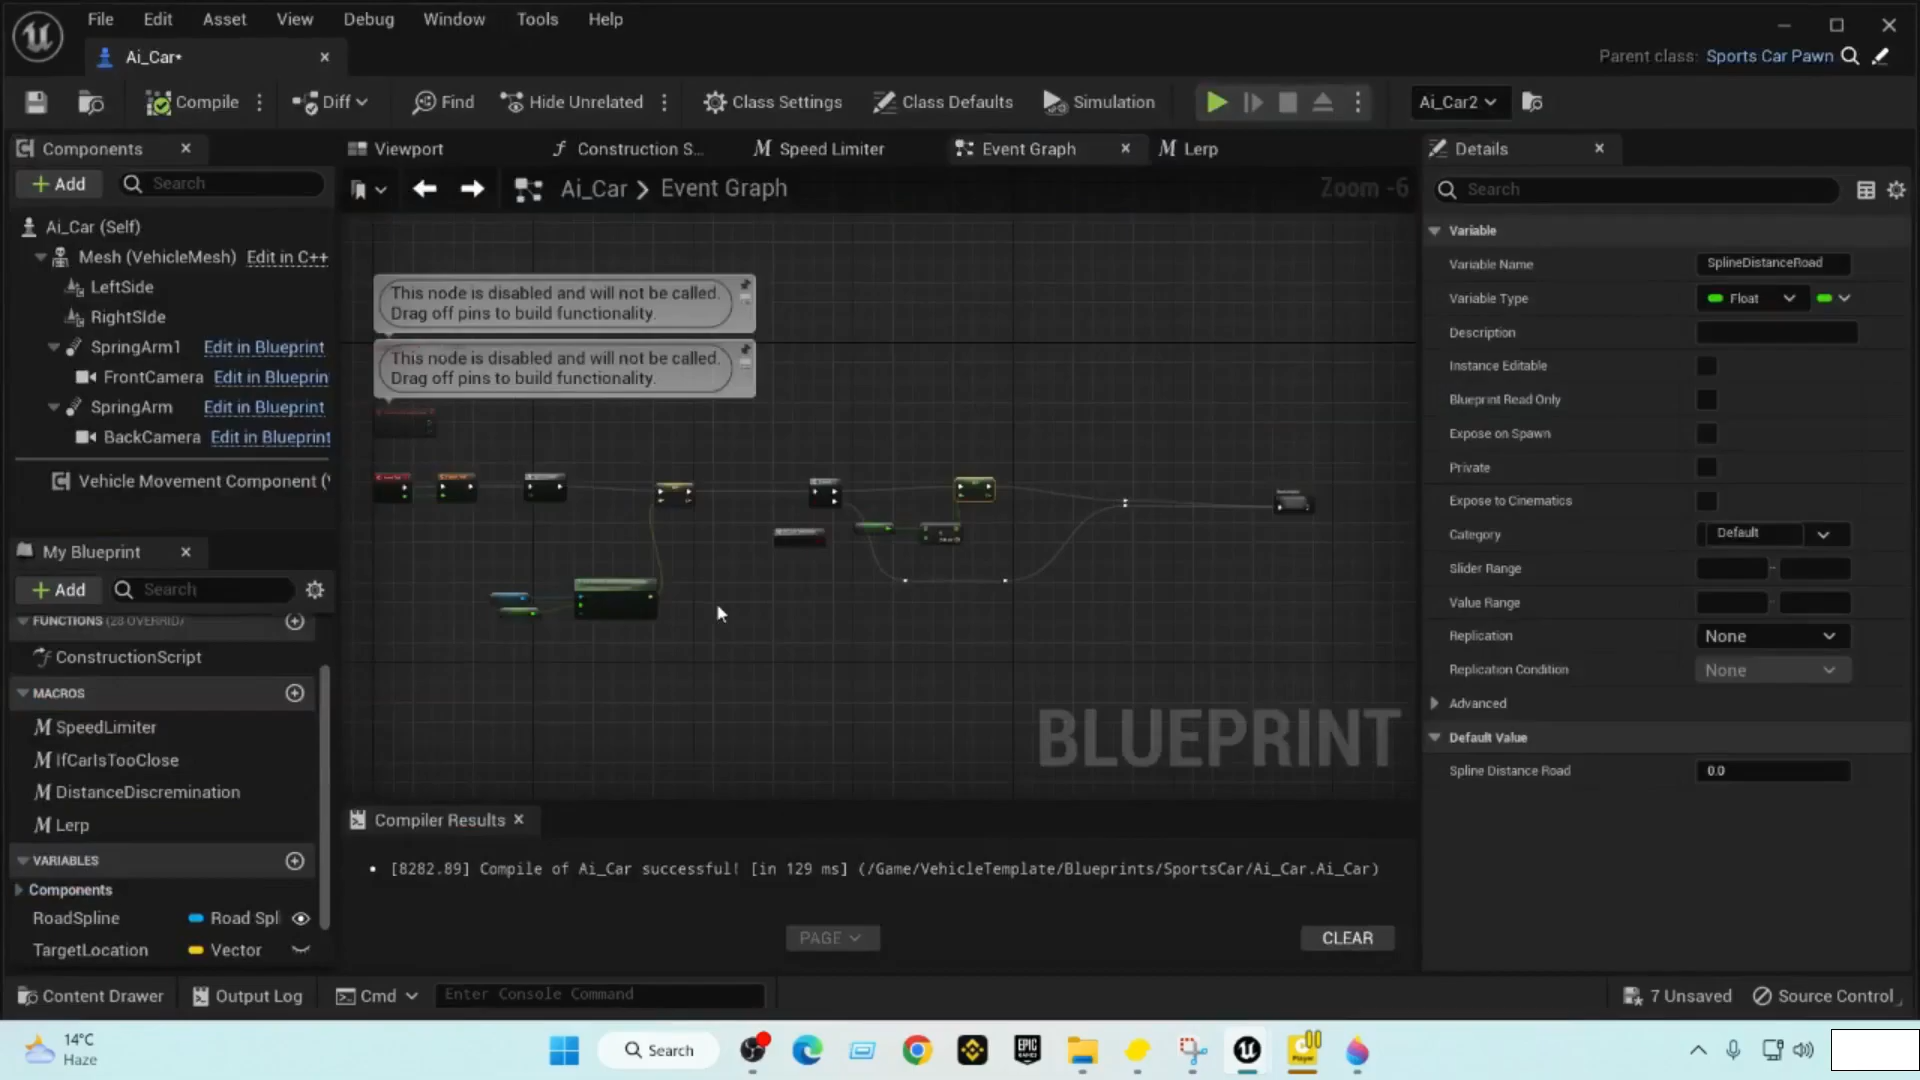 File Edit Asset View Debug Window Tools Help
Ai_Car•
Parent class: Sports Car Pawn
Compile Diff Find Hide Unrelated Class Settings Class Defaults Simulation Ai_Car2
Components Viewport Construction S... Speed Limiter Event Graph Lerp Details
Add Search
Ai_Car Event Graph Zoom -6
Search
Ai_Car (Self)
Mesh (VehicleMesh) Edit in C++
LeftSide
RightSIde
SpringArm1 Edit in Blueprint
FrontCamera Edit in Blueprin
SpringArm Edit in Blueprint
BackCamera Edit in Blueprint
Vehicle Movement Component (
My Blueprint
Add Search
FUNCTIONS (28 OVERRID)
ConstructionScript
MACROS
SpeedLimiter
IfCarIsTooClose
DistanceDiscremination
Lerp
VARIABLES
Components
RoadSpline Road Spl
TargetLocation Vector
This node is disabled and will not be called.
Drag off pins to build functionality.
This node is disabled and will not be called.
Drag off pins to build functionality.
BLUEPRINT
Compiler Results
[8282.89] Compile of Ai_Car successful! [in 129 ms] (/Game/VehicleTemplate/Blueprints/SportsCar/Ai_Car.Ai_Car)
PAGE CLEAR
Variable
Variable Name SplineDistanceRoad
Variable Type Float
Description
Instance Editable
Blueprint Read Only
Expose on Spawn
Private
Expose to Cinematics
Category Default
Slider Range
Value Range
Replication None
Replication Condition None
Advanced
Default Value
Spline Distance Road 0.0
Content Drawer Output Log Cmd Enter Console Command 7 Unsaved Source Control
14°C
Haze
Search
EPIC
GAMES
Player